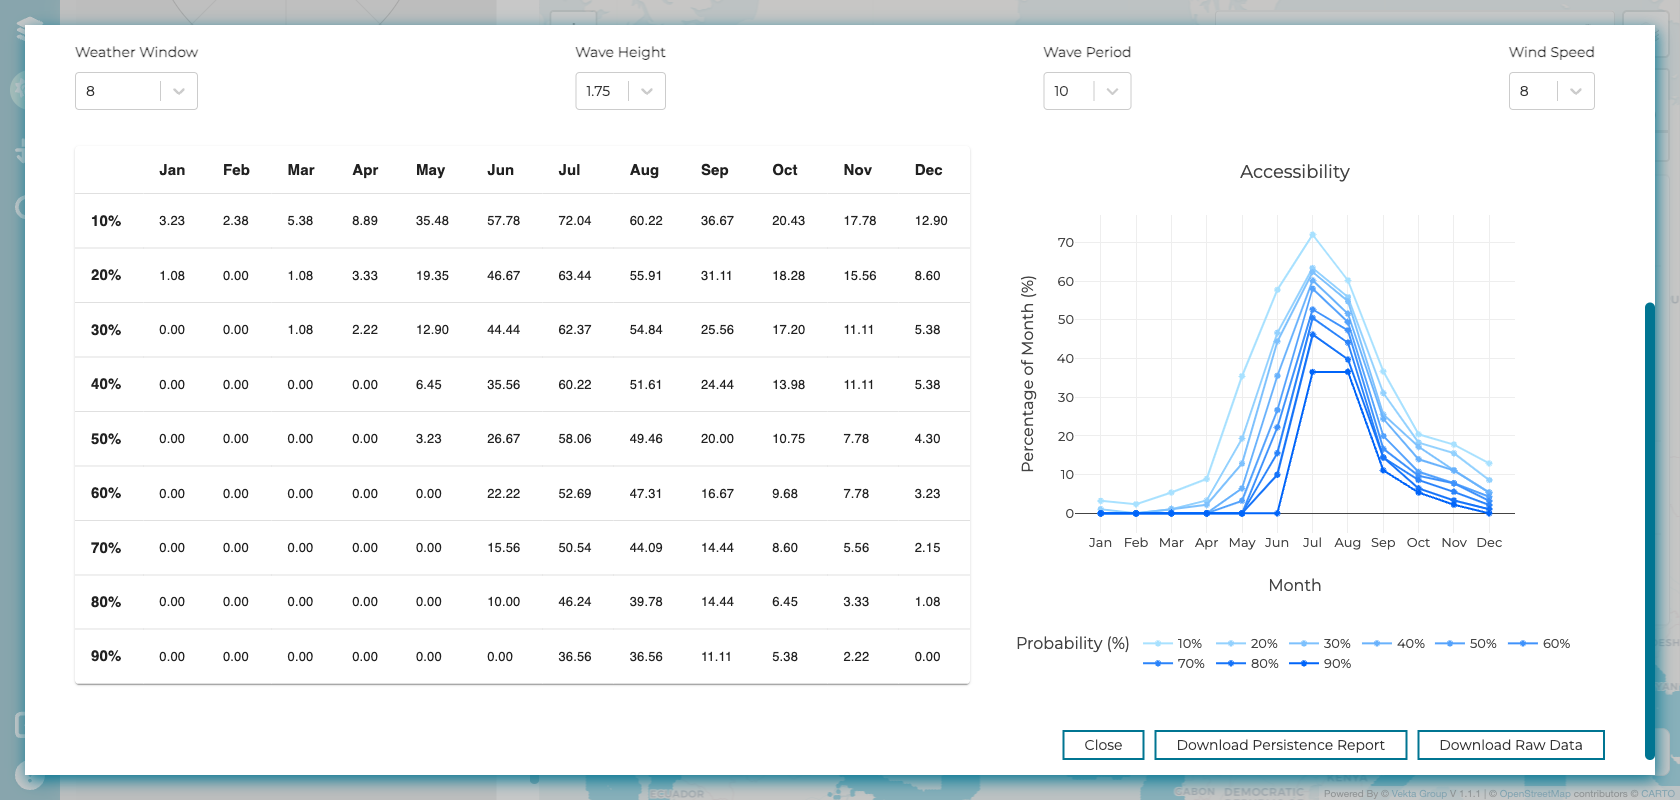 Weather Window Wave Height Wave Period Wind Speed
8 1.75 10 8
Jan Feb Mar Apr May Jun Jul Aug Sep Oct Nov Dec
10% 3.23 2.38 5.38 8.89 35.48 57.78 72.04 60.22 36.67 20.43 17.78 12.90
20% 1.08 0.00 1.08 3.33 19.35 46.67 63.44 55.91 31.11 18.28 15.56 8.60
30% 0.00 0.00 1.08 2.22 12.90 44.44 62.37 54.84 25.56 17.20 11.11 5.38
40% 0.00 0.00 0.00 0.00 6.45 35.56 60.22 51.61 24.44 13.98 11.11 5.38
50% 0.00 0.00 0.00 0.00 3.23 26.67 58.06 49.46 20.00 10.75 7.78 4.30
60% 0.00 0.00 0.00 0.00 0.00 22.22 52.69 47.31 16.67 9.68 7.78 3.23
70% 0.00 0.00 0.00 0.00 0.00 15.56 50.54 44.09 14.44 8.60 5.56 2.15
80% 0.00 0.00 0.00 0.00 0.00 10.00 46.24 39.78 14.44 6.45 3.33 1.08
90% 0.00 0.00 0.00 0.00 0.00 0.00 36.56 36.56 11.11 5.38 2.22 0.00
Accessibility
Percentage of Month (%)
70
60
50
40
30
20
10
0
Jan Feb Mar Apr May Jun Jul Aug Sep Oct Nov Dec
Month
Probability (%) 10% 20% 30% 40% 50% 60%
70% 80% 90%
Close Download Persistence Report Download Raw Data
ECUADOR
GABON DEMOCRATIC
KENYA
Powered By © Vekta Group V 1.1.1 | © OpenStreetMap contributors © CARTO